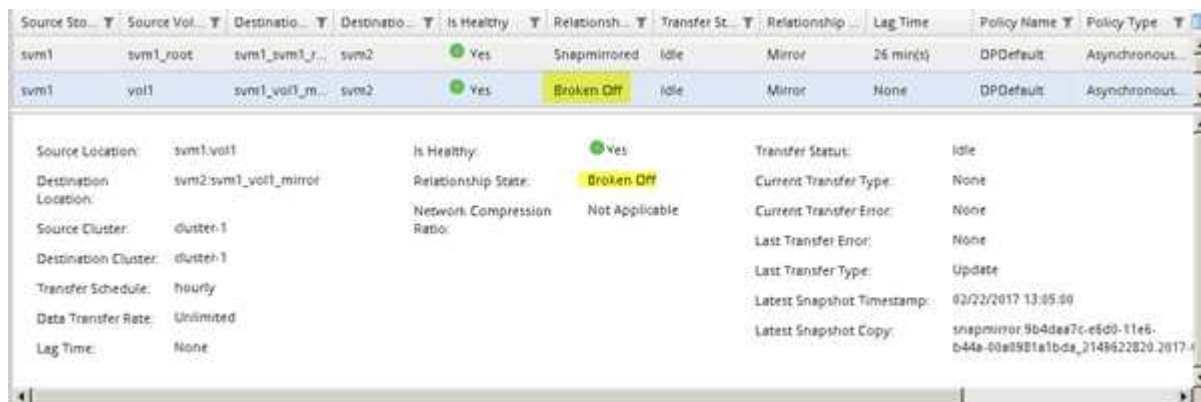 Source Sto... Source Vol... Destinatio... Destinatio... Is Healthy Relationsh... Transfer St... Relationship ... Lag Time Policy Name Policy Type
svm1 svm1_root svm1_svm1_r... svm2 Yes Snapmirrored Idle Mirror 26 min(s) DPDefault Asynchronous...
svm1 vol1 svm1_vol1_m... svm2 Yes Broken Off Idle Mirror None DPDefault Asynchronous...
Source Location: svm1:vol1 Is Healthy: Yes Transfer Status: Idle
Destination Location: svm2:svm1_vol1_mirror Relationship State: Broken Off Current Transfer Type: None
Source Cluster: cluster-1 Network Compression Ratio: Not Applicable Current Transfer Error: None
Destination Cluster: cluster-1 Last Transfer Error: None
Transfer Schedule: hourly Last Transfer Type: Update
Data Transfer Rate: Unlimited Latest Snapshot Timestamp: 02/22/2017 13:05:00
Lag Time: None Latest Snapshot Copy: snapmirror.9b4daa7c-e6d0-11e6-
b44a-00a0981a1bda_2149622820.2017-